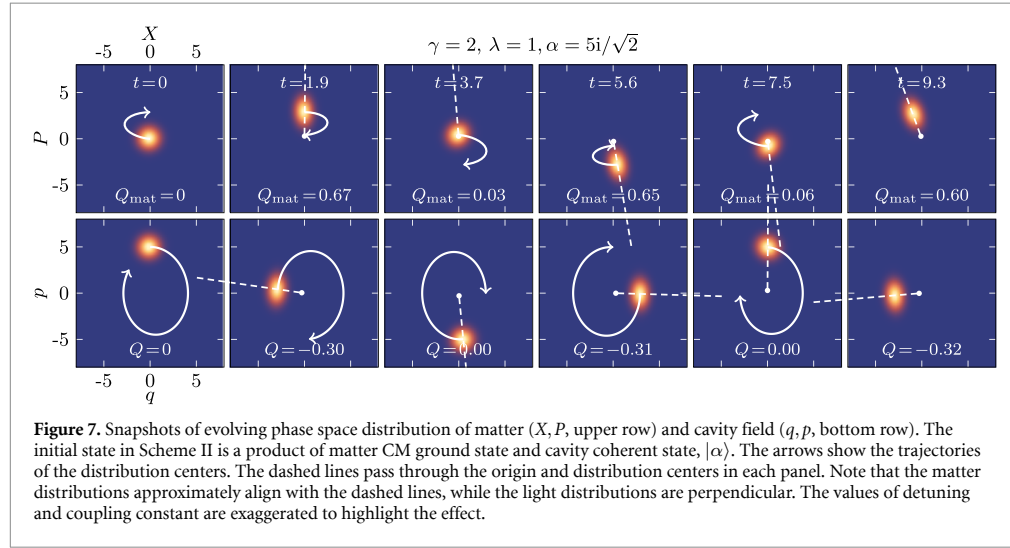 X
-5 0 5
γ = 2, λ = 1, α = 5i/√2
t=0 t=1.9 t=3.7 t=5.6 t=7.5 t=9.3
5
P 0
-5
Q_mat=0 Q_mat=0.67 Q_mat=0.03 Q_mat=0.65 Q_mat=0.06 Q_mat=0.60
5
p 0
-5
Q=0 Q=−0.30 Q=0.00 Q=−0.31 Q=0.00 Q=−0.32
-5 0 5
q
Figure 7. Snapshots of evolving phase space distribution of matter (X, P, upper row) and cavity field (q, p, bottom row). The
initial state in Scheme II is a product of matter CM ground state and cavity coherent state, |α⟩. The arrows show the trajectories
of the distribution centers. The dashed lines pass through the origin and distribution centers in each panel. Note that the matter
distributions approximately align with the dashed lines, while the light distributions are perpendicular. The values of detuning
and coupling constant are exaggerated to highlight the effect.